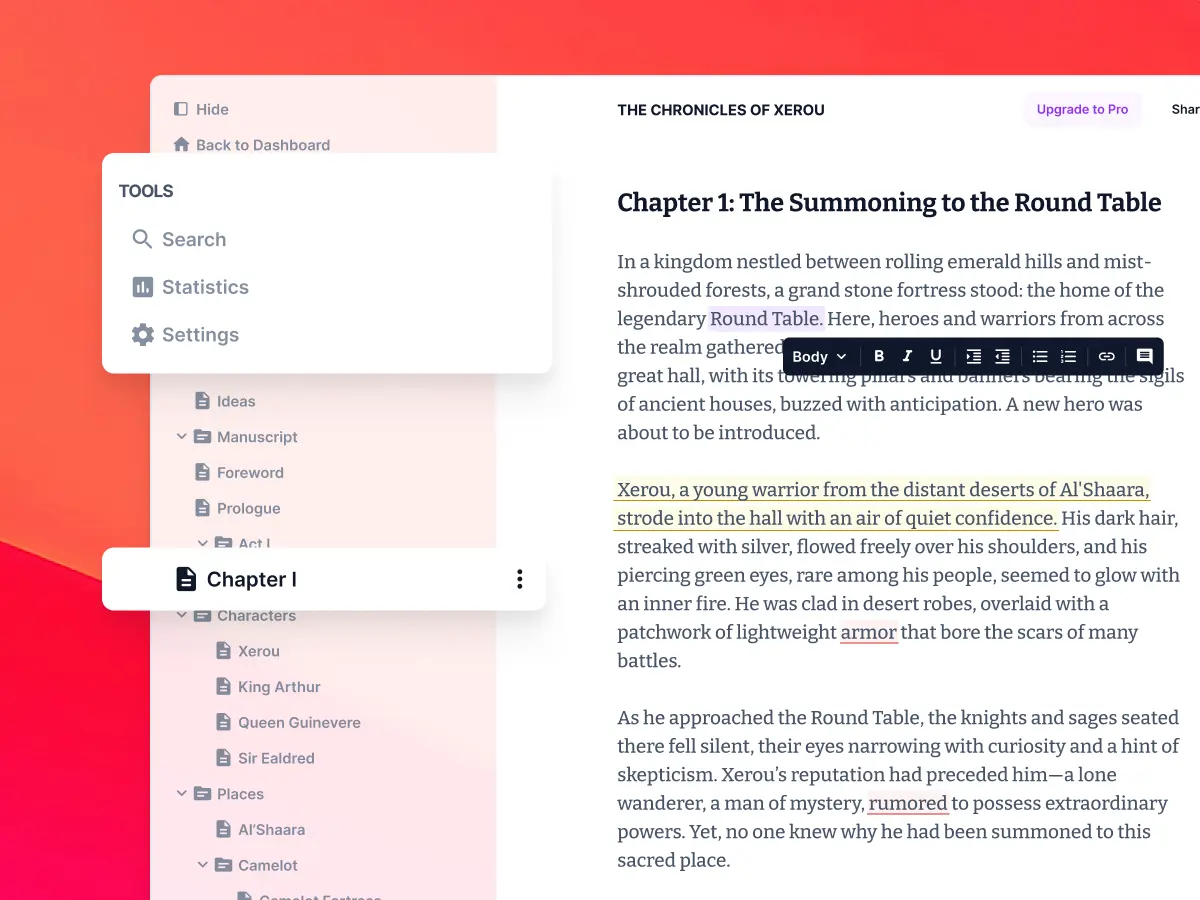 Hide
Back to Dashboard
TOOLS
Search
Statistics
Settings
Ideas
Manuscript
Foreword
Prologue
Act I
Chapter I
Characters
Xerou
King Arthur
Queen Guinevere
Sir Ealdred
Places
Al'Shaara
Camelot
Camelot Fortress
THE CHRONICLES OF XEROU
Upgrade to Pro
Shar
Chapter 1: The Summoning to the Round Table
In a kingdom nestled between rolling emerald hills and mist-
shrouded forests, a grand stone fortress stood: the home of the
legendary Round Table. Here, heroes and warriors from across
the realm gathered
Body
B
I
U
great hall, with its towering pillars and banners bearing the sigils
of ancient houses, buzzed with anticipation. A new hero was
about to be introduced.
Xerou, a young warrior from the distant deserts of Al'Shaara,
strode into the hall with an air of quiet confidence. His dark hair,
streaked with silver, flowed freely over his shoulders, and his
piercing green eyes, rare among his people, seemed to glow with
an inner fire. He was clad in desert robes, overlaid with a
patchwork of lightweight armor that bore the scars of many
battles.
As he approached the Round Table, the knights and sages seated
there fell silent, their eyes narrowing with curiosity and a hint of
skepticism. Xerou’s reputation had preceded him—a lone
wanderer, a man of mystery, rumored to possess extraordinary
powers. Yet, no one knew why he had been summoned to this
sacred place.